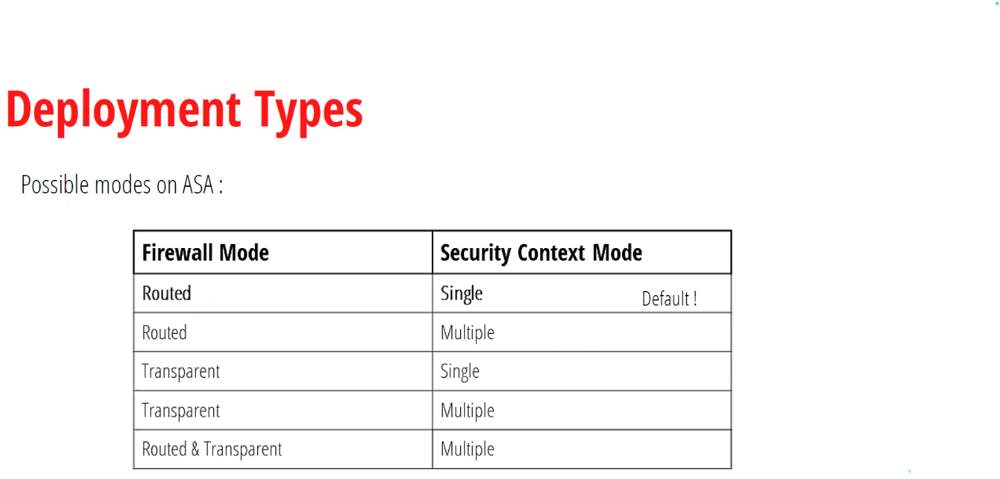 Deployment Types
Possible modes on ASA :
Firewall Mode Security Context Mode
Routed Single Default !
Routed Multiple
Transparent Single
Transparent Multiple
Routed & Transparent Multiple